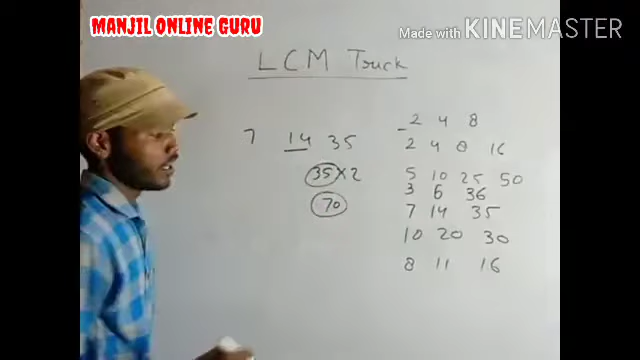 MANJIL ONLINE GURU
Made with KINEMASTER
LCM Truck
7 14 35
35×2
70
2 4 8
2 4 8 16
5 10 25 50
3 6 36
7 14 35
10 20 30
8 11 16